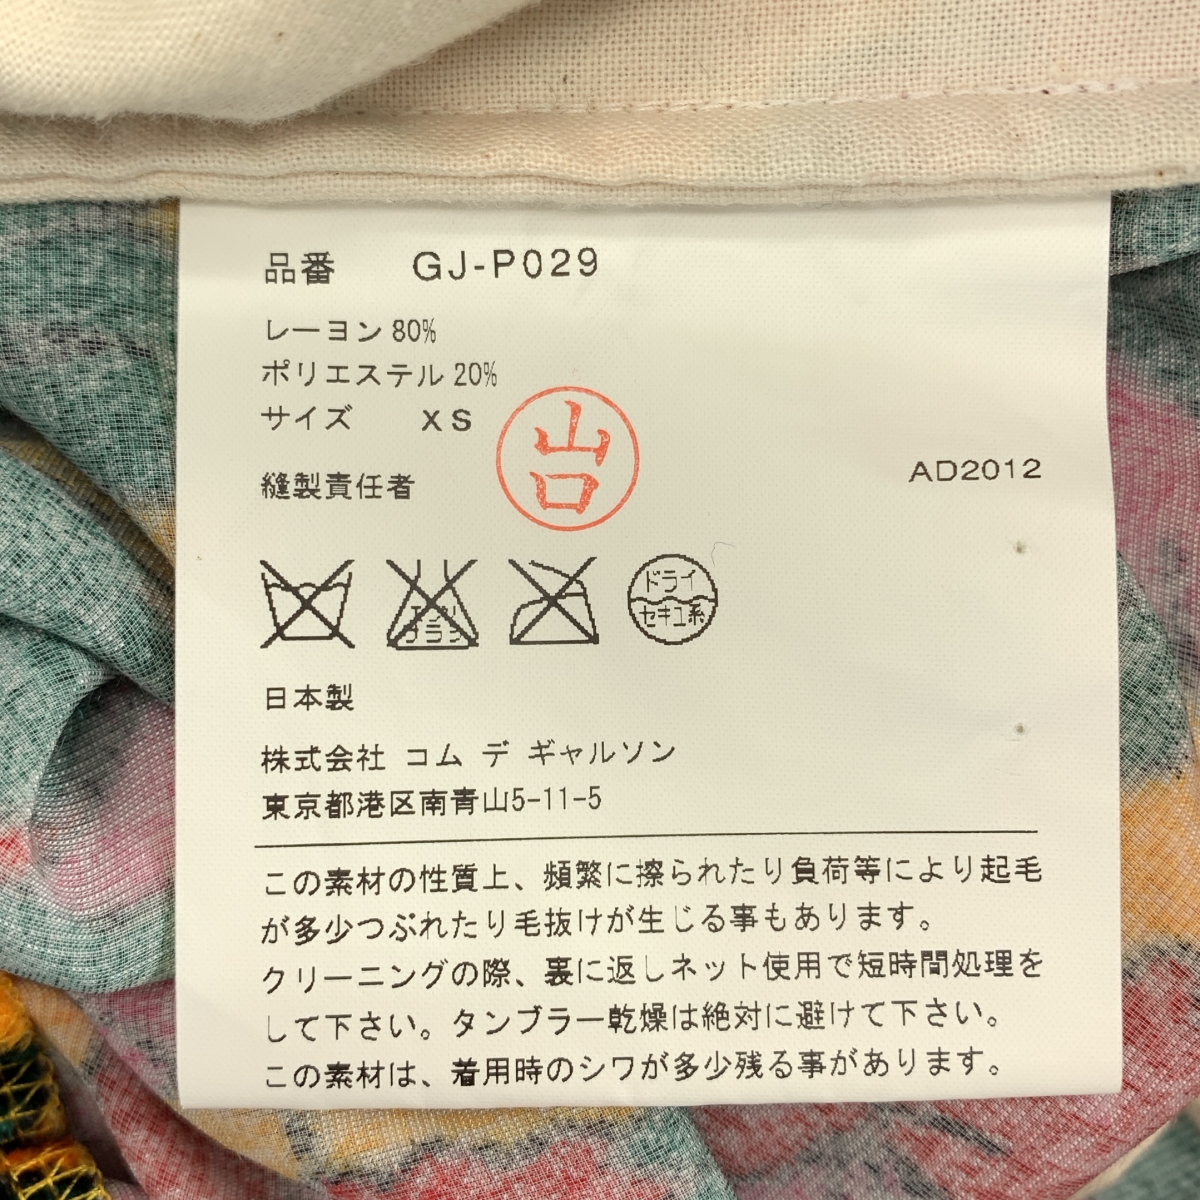 品番 GJ-P029
レーヨン 80%
ポリエステル 20%
サイズ XS
山口
縫製責任者
AD2012
エンソ
サラシ
ドライ
セキユ系
日本製
株式会社 コム デ ギャルソン
東京都港区南青山5-11-5
この素材の性質上、頻繁に擦られたり負荷等により起毛
が多少つぶれたり毛抜けが生じる事もあります。
クリーニングの際、裏に返しネット使用で短時間処理を
して下さい。タンブラー乾燥は絶対に避けて下さい。
この素材は、着用時のシワが多少残る事があります。